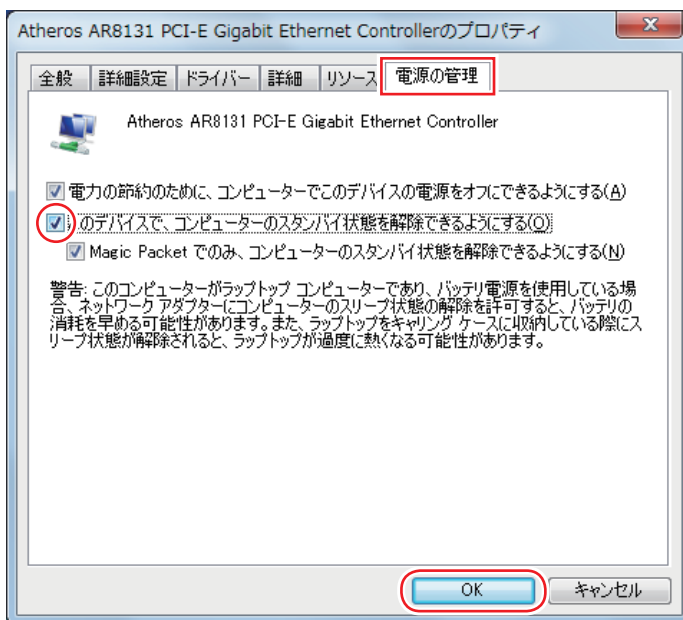 Atheros AR8131 PCI-E Gigabit Ethernet Controllerのプロパティ
全般 詳細設定 ドライバー 詳細 リソース 電源の管理
Atheros AR8131 PCI-E Gigabit Ethernet Controller
電力の節約のために、コンピューターでこのデバイスの電源をオフにできるようにする(A)
のデバイスで、コンピューターのスタンバイ状態を解除できるようにする(O)
Magic Packet でのみ、コンピューターのスタンバイ状態を解除できるようにする(N)
警告: このコンピューターがラップトップ コンピューターであり、バッテリ電源を使用している場
合、ネットワーク アダプターにコンピューターのスリープ状態の解除を許可すると、バッテリの
消耗を早める可能性があります。また、ラップトップをキャリング ケースに収納している際にス
リープ状態が解除されると、ラップトップが過度に熱くなる可能性があります。
OK キャンセル